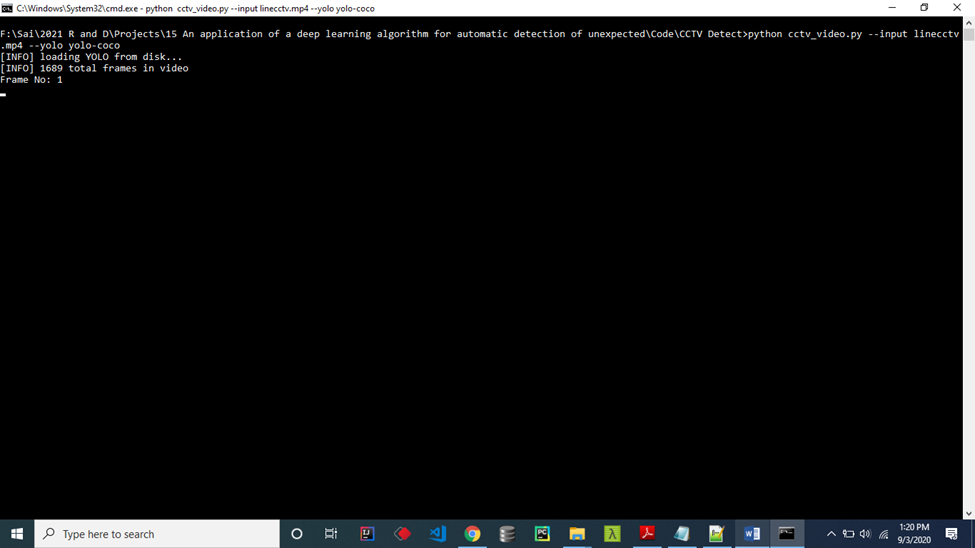 C:\Windows\System32\cmd.exe - python  cctv_video.py --input linecctv.mp4 --yolo yolo-coco
F:\Sai\2021 R and D\Projects\15 An application of a deep learning algorithm for automatic detection of unexpected\Code\CCTV Detect>python cctv_video.py --input linecctv
.mp4 --yolo yolo-coco
[INFO] loading YOLO from disk...
[INFO] 1689 total frames in video
Frame No: 1
Type here to search
1:20 PM
9/3/2020